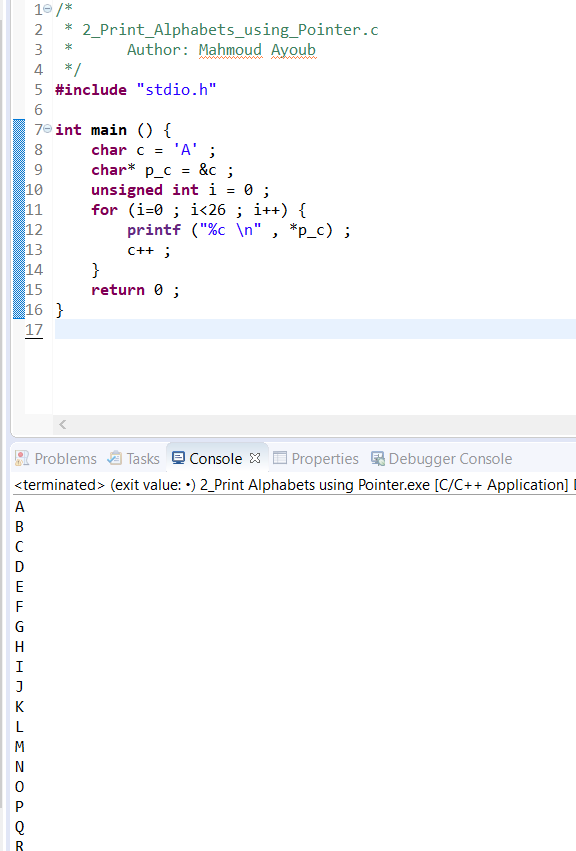 1 /*
2  * 2_Print_Alphabets_using_Pointer.c
3  *      Author: Mahmoud Ayoub
4  */
5 #include "stdio.h"
6
7 int main () {
8     char c = 'A' ;
9     char* p_c = &c ;
10     unsigned int i = 0 ;
11     for (i=0 ; i<26 ; i++) {
12         printf ("%c \n" , *p_c) ;
13         c++ ;
14     }
15     return 0 ;
16 }
17
Problems Tasks Console Properties Debugger Console
<terminated> (exit value: •) 2_Print Alphabets using Pointer.exe [C/C++ Application]
A
B
C
D
E
F
G
H
I
J
K
L
M
N
O
P
Q
R